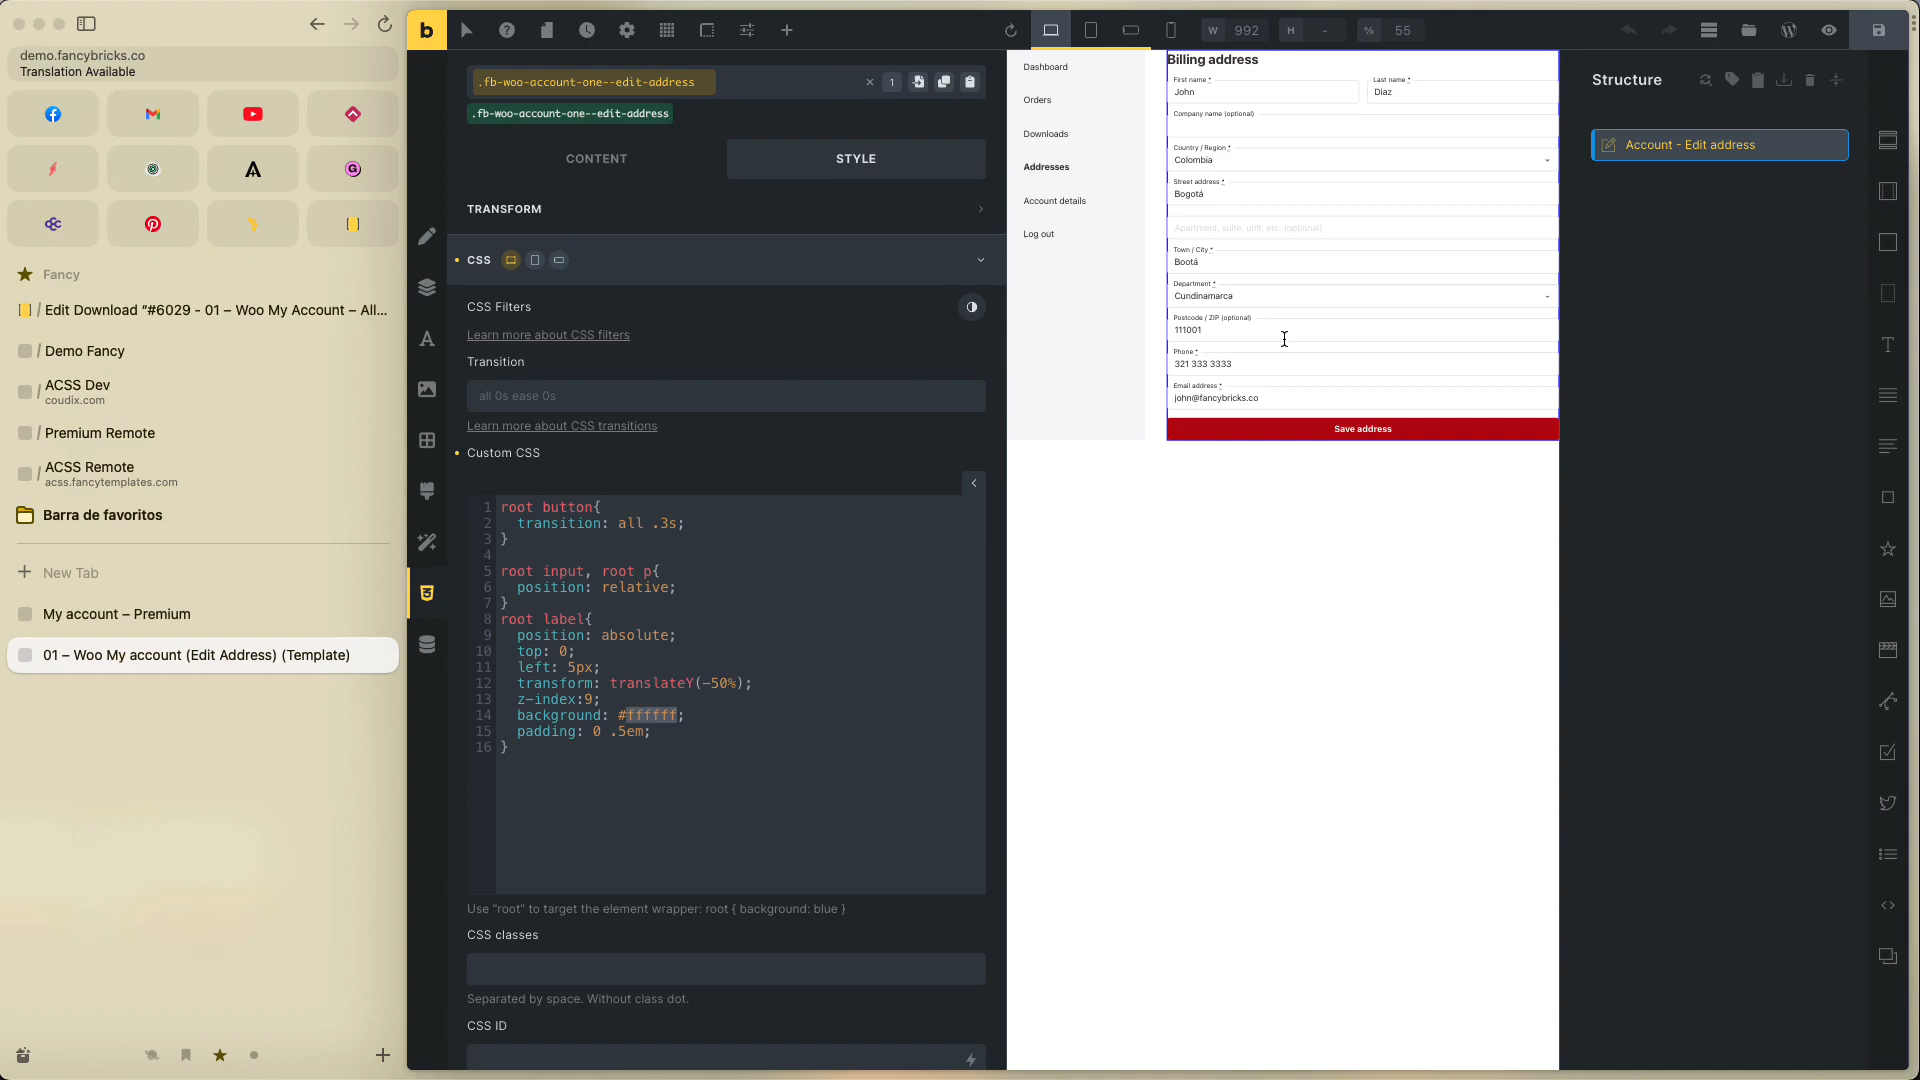 demo.fancybricks.co
Translation Available
Fancy
/ Edit Download “#6029 - 01 – Woo My Account – All...
/ Demo Fancy
/ ACSS Dev
coudix.com
/ Premium Remote
/ ACSS Remote
acss.fancytemplates.com
Barra de favoritos
New Tab
My account – Premium
01 – Woo My account (Edit Address) (Template)
b
W 992
H -
% 55
.fb-woo-account-one--edit-address
× 1
.fb-woo-account-one--edit-address
CONTENT
STYLE
TRANSFORM
CSS
CSS Filters
Learn more about CSS filters
Transition
all 0s ease 0s
Learn more about CSS transitions
Custom CSS
1 root button{
2 transition: all .3s;
3 }
4
5 root input, root p{
6 position: relative;
7 }
8 root label{
9 position: absolute;
10 top: 0;
11 left: 5px;
12 transform: translateY(-50%);
13 z-index:9;
14 background: #ffffff;
15 padding: 0 .5em;
16 }
Use "root" to target the element wrapper: root { background: blue }
CSS classes
Separated by space. Without class dot.
CSS ID
Dashboard
Orders
Downloads
Addresses
Account details
Log out
Billing address
First name *
John
Last name *
Diaz
Company name (optional)
Country / Region *
Colombia
Street address *
Bogotá
Apartment, suite, unit, etc. (optional)
Town / City *
Bootá
Department *
Cundinamarca
Postcode / ZIP (optional)
111001
Phone *
321 333 3333
Email address *
john@fancybricks.co
Save address
Structure
Account - Edit address